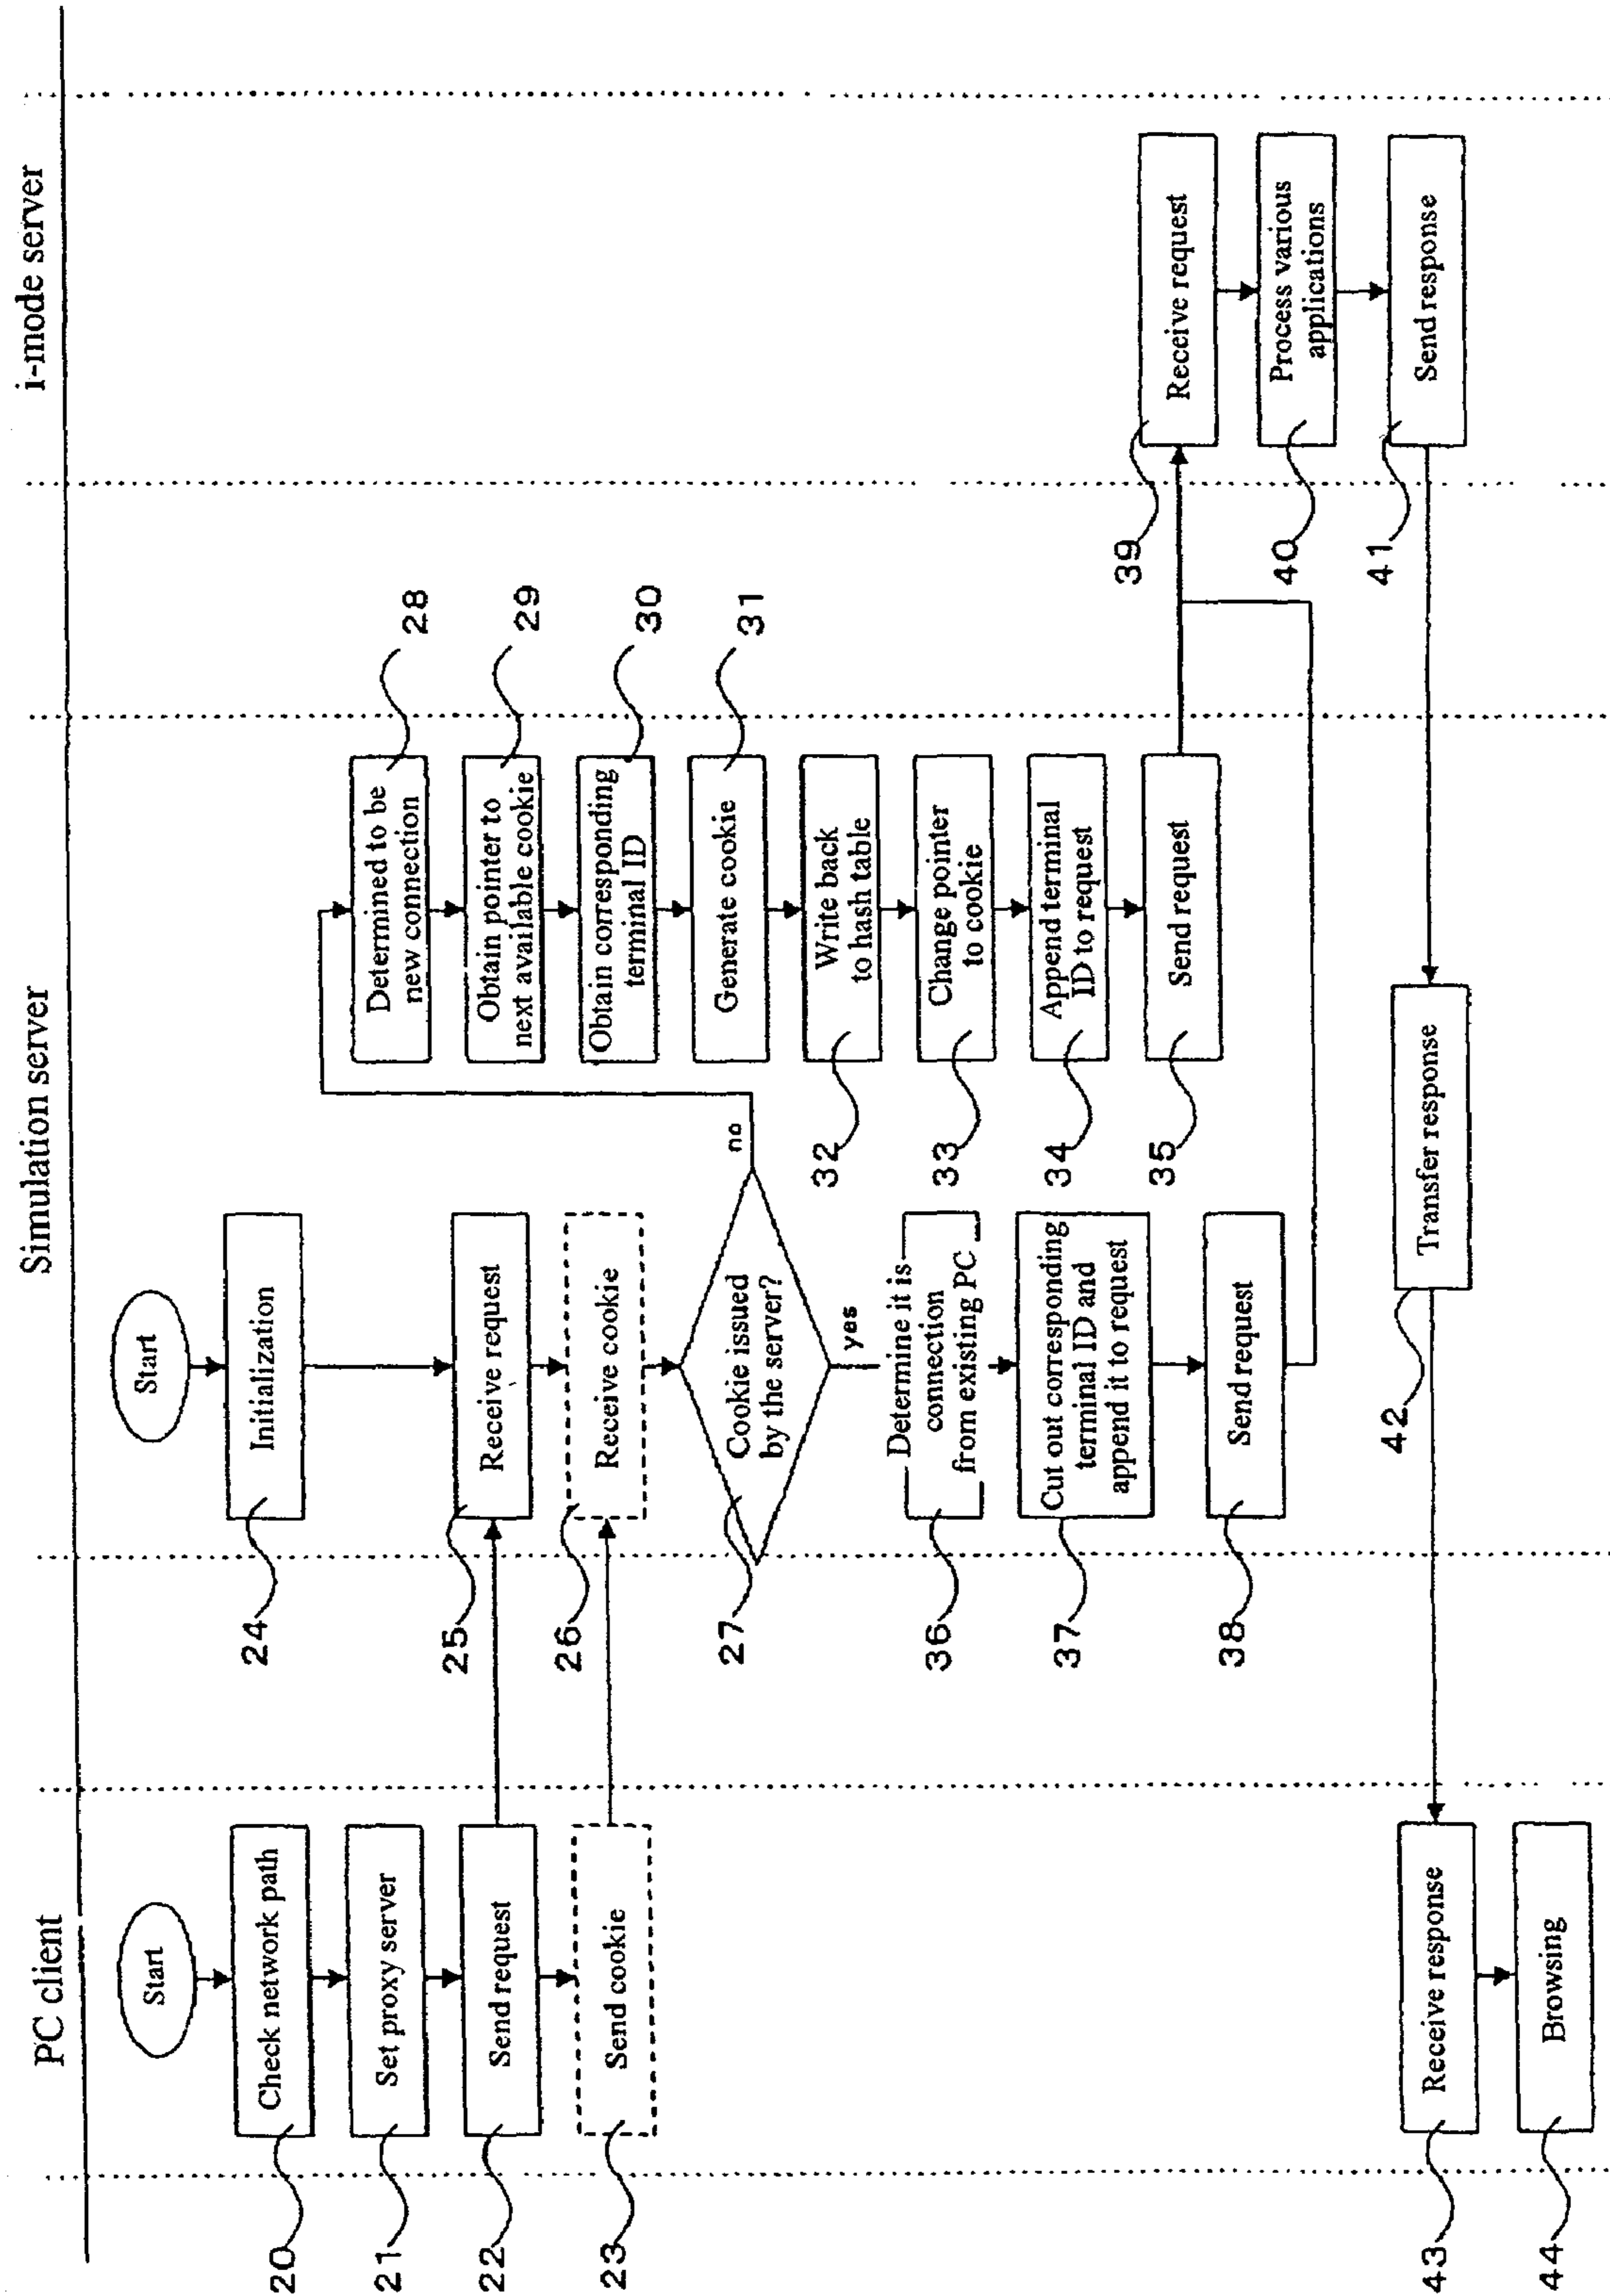 PC client
Simulation server
i-mode server
Start
Check network path
20
Set proxy server
21
Send request
22
Send cookie
23
Start
Initialization
24
Receive request
25
Receive cookie
26
Cookie issued
by the server?
27
no
yes
Determined to be
new connection
28
Obtain pointer to
next available cookie
29
Obtain corresponding
terminal ID
30
Generate cookie
31
Write back
to hash table
32
Change pointer
to cookie
33
Append terminal
ID to request
34
Send request
35
Determine it is
connection
from existing PC
36
Cut out corresponding
terminal ID and
append it to request
37
Send request
38
Receive request
39
Process various
applications
40
Send response
41
Transfer response
42
Receive response
43
Browsing
44